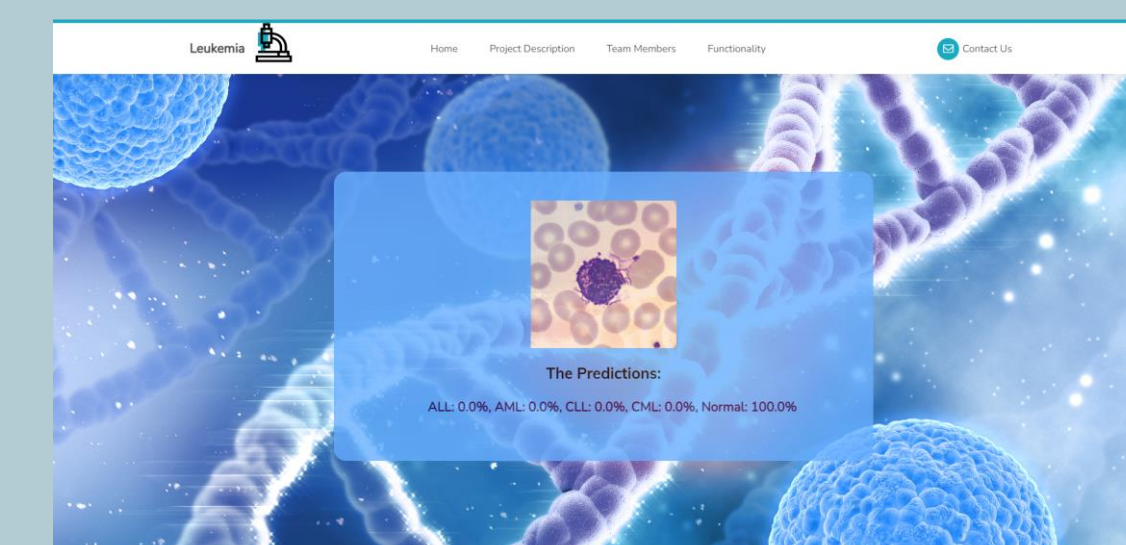 Leukemia
Home Project Description Team Members Functionality
Contact Us
The Predictions:
ALL: 0.0%, AML: 0.0%, CLL: 0.0%, CML: 0.0%, Normal: 100.0%